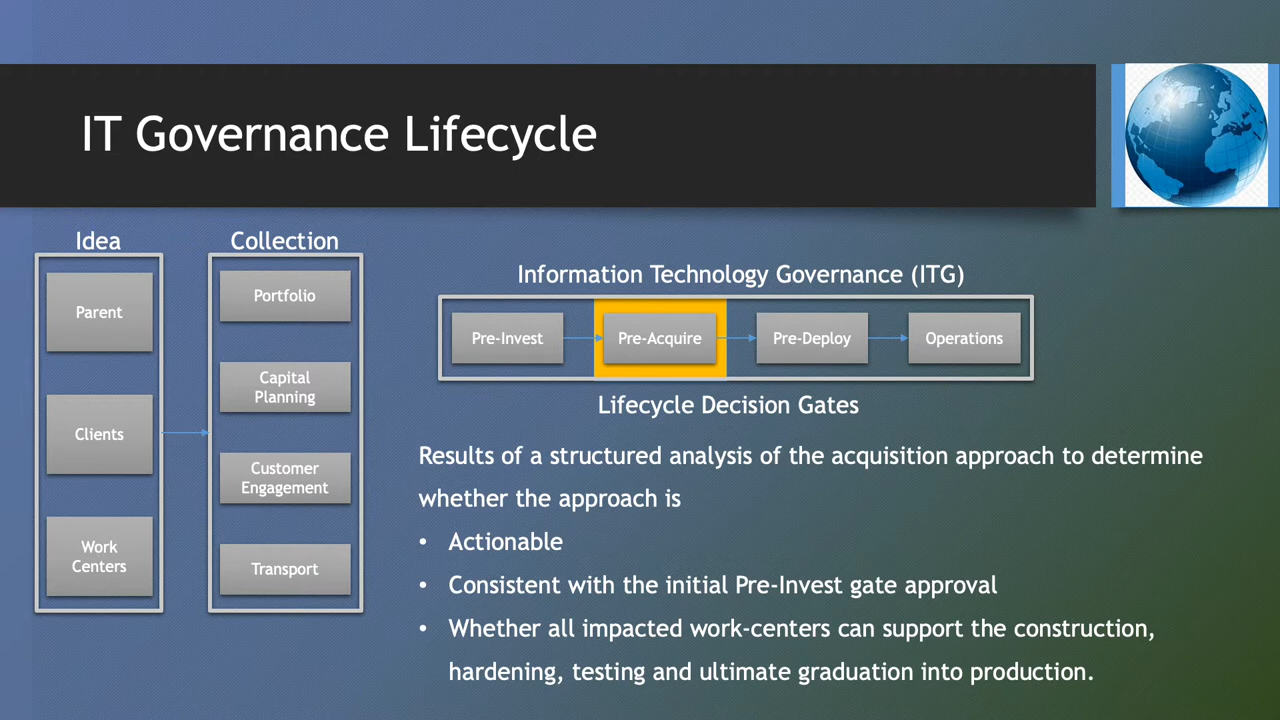 IT Governance Lifecycle
Idea
Parent
Clients
Work
Centers
Collection
Portfolio
Capital
Planning
Customer
Engagement
Transport
Information Technology Governance (ITG)
Pre-Invest
Pre-Acquire
Pre-Deploy
Operations
Lifecycle Decision Gates
Results of a structured analysis of the acquisition approach to determine
whether the approach is
• Actionable
• Consistent with the initial Pre-Invest gate approval
• Whether all impacted work-centers can support the construction,
hardening, testing and ultimate graduation into production.